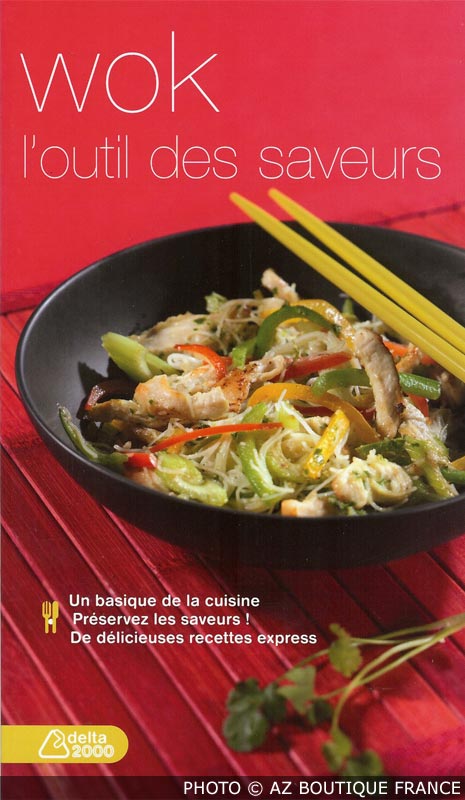 wok
l'outil des saveurs
Un basique de la cuisine
Préservez les saveurs !
De délicieuses recettes express
delta
2000
PHOTO © AZ BOUTIQUE FRANCE